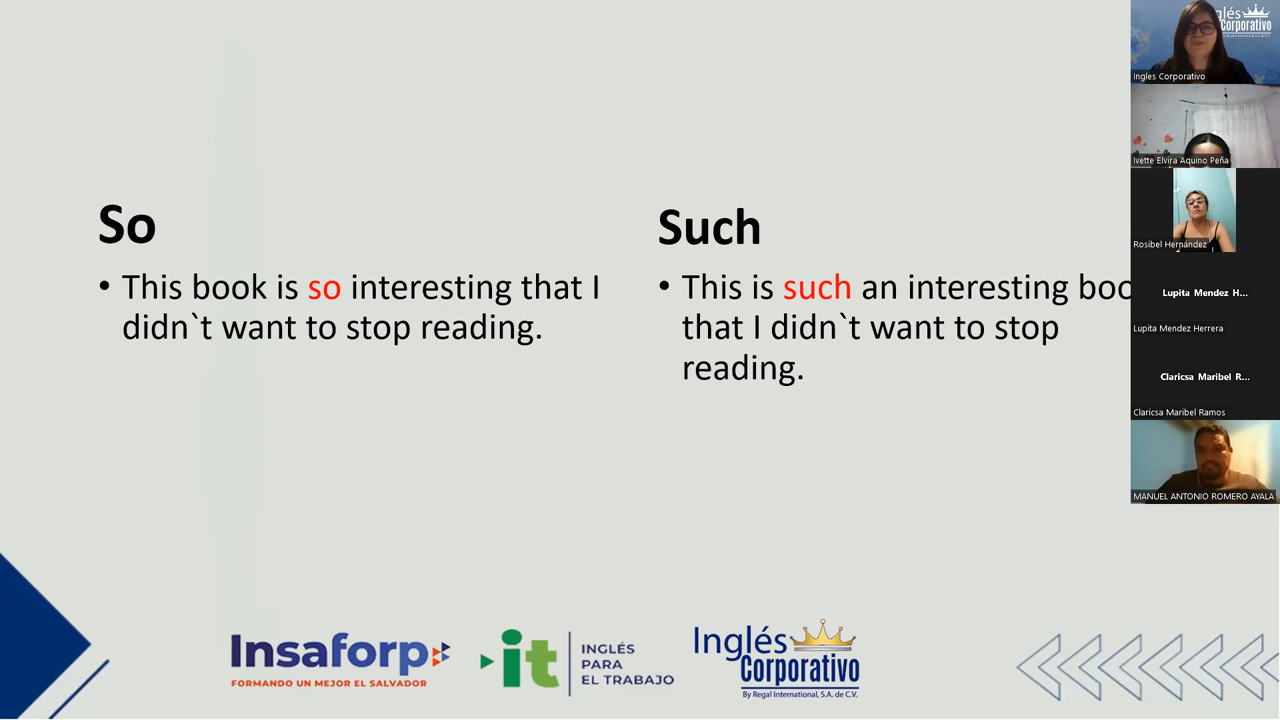 So
• This book is so interesting that I
didn`t want to stop reading.
Such
• This is such an interesting boo
that I didn`t want to stop
reading.
Insaforp
FORMANDO UN MEJOR EL SALVADOR
it
INGLÉS
PARA
EL TRABAJO
Inglés
Corporativo
By Regal International, S.A. de C.V.
glés
Corporativo
Ingles Corporativo
Ivette Elvira Aquino Peña
Rosibel Hernández
Lupita Mendez H...
Lupita Mendez Herrera
Claricsa Maribel R...
Claricsa Maribel Ramos
MANUEL ANTONIO ROMERO AYALA